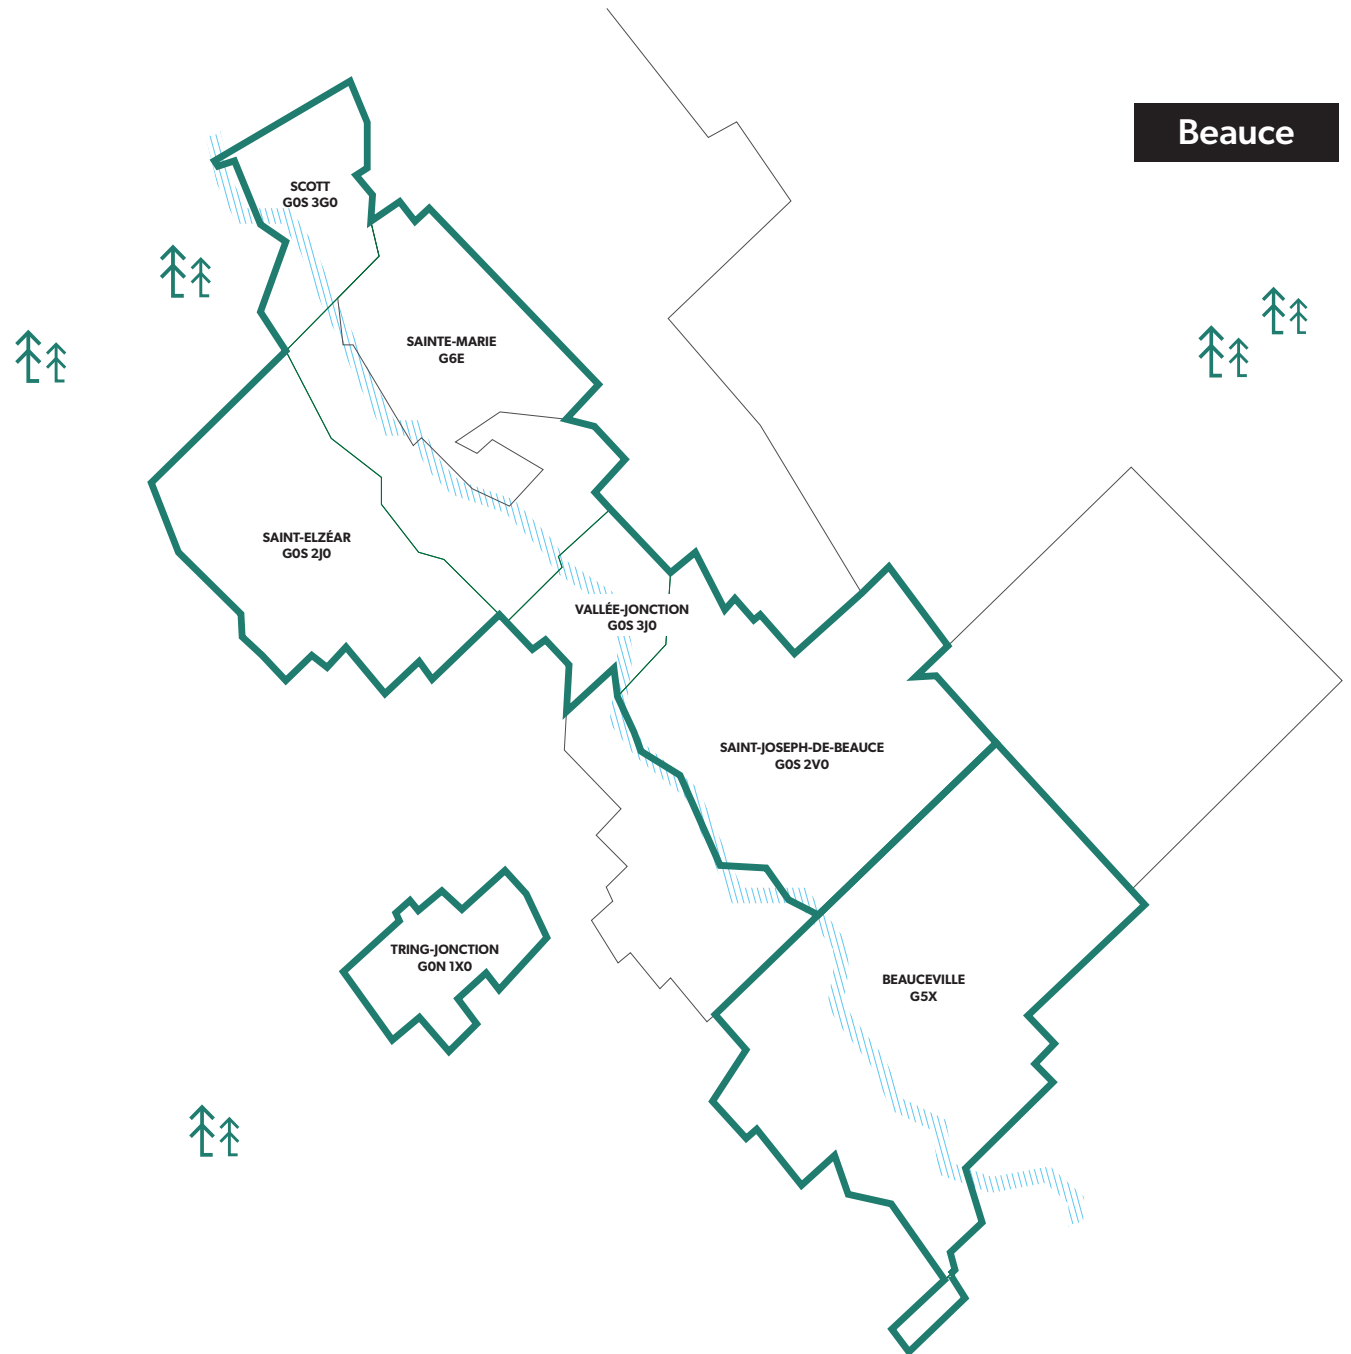 Beauce
SCOTT
G0S 3G0
SAINTE-MARIE
G6E
SAINT-ELZÉAR
G0S 2J0
VALLÉE-JONCTION
G0S 3J0
SAINT-JOSEPH-DE-BEAUCE
G0S 2V0
TRING-JONCTION
G0N 1X0
BEAUCEVILLE
G5X